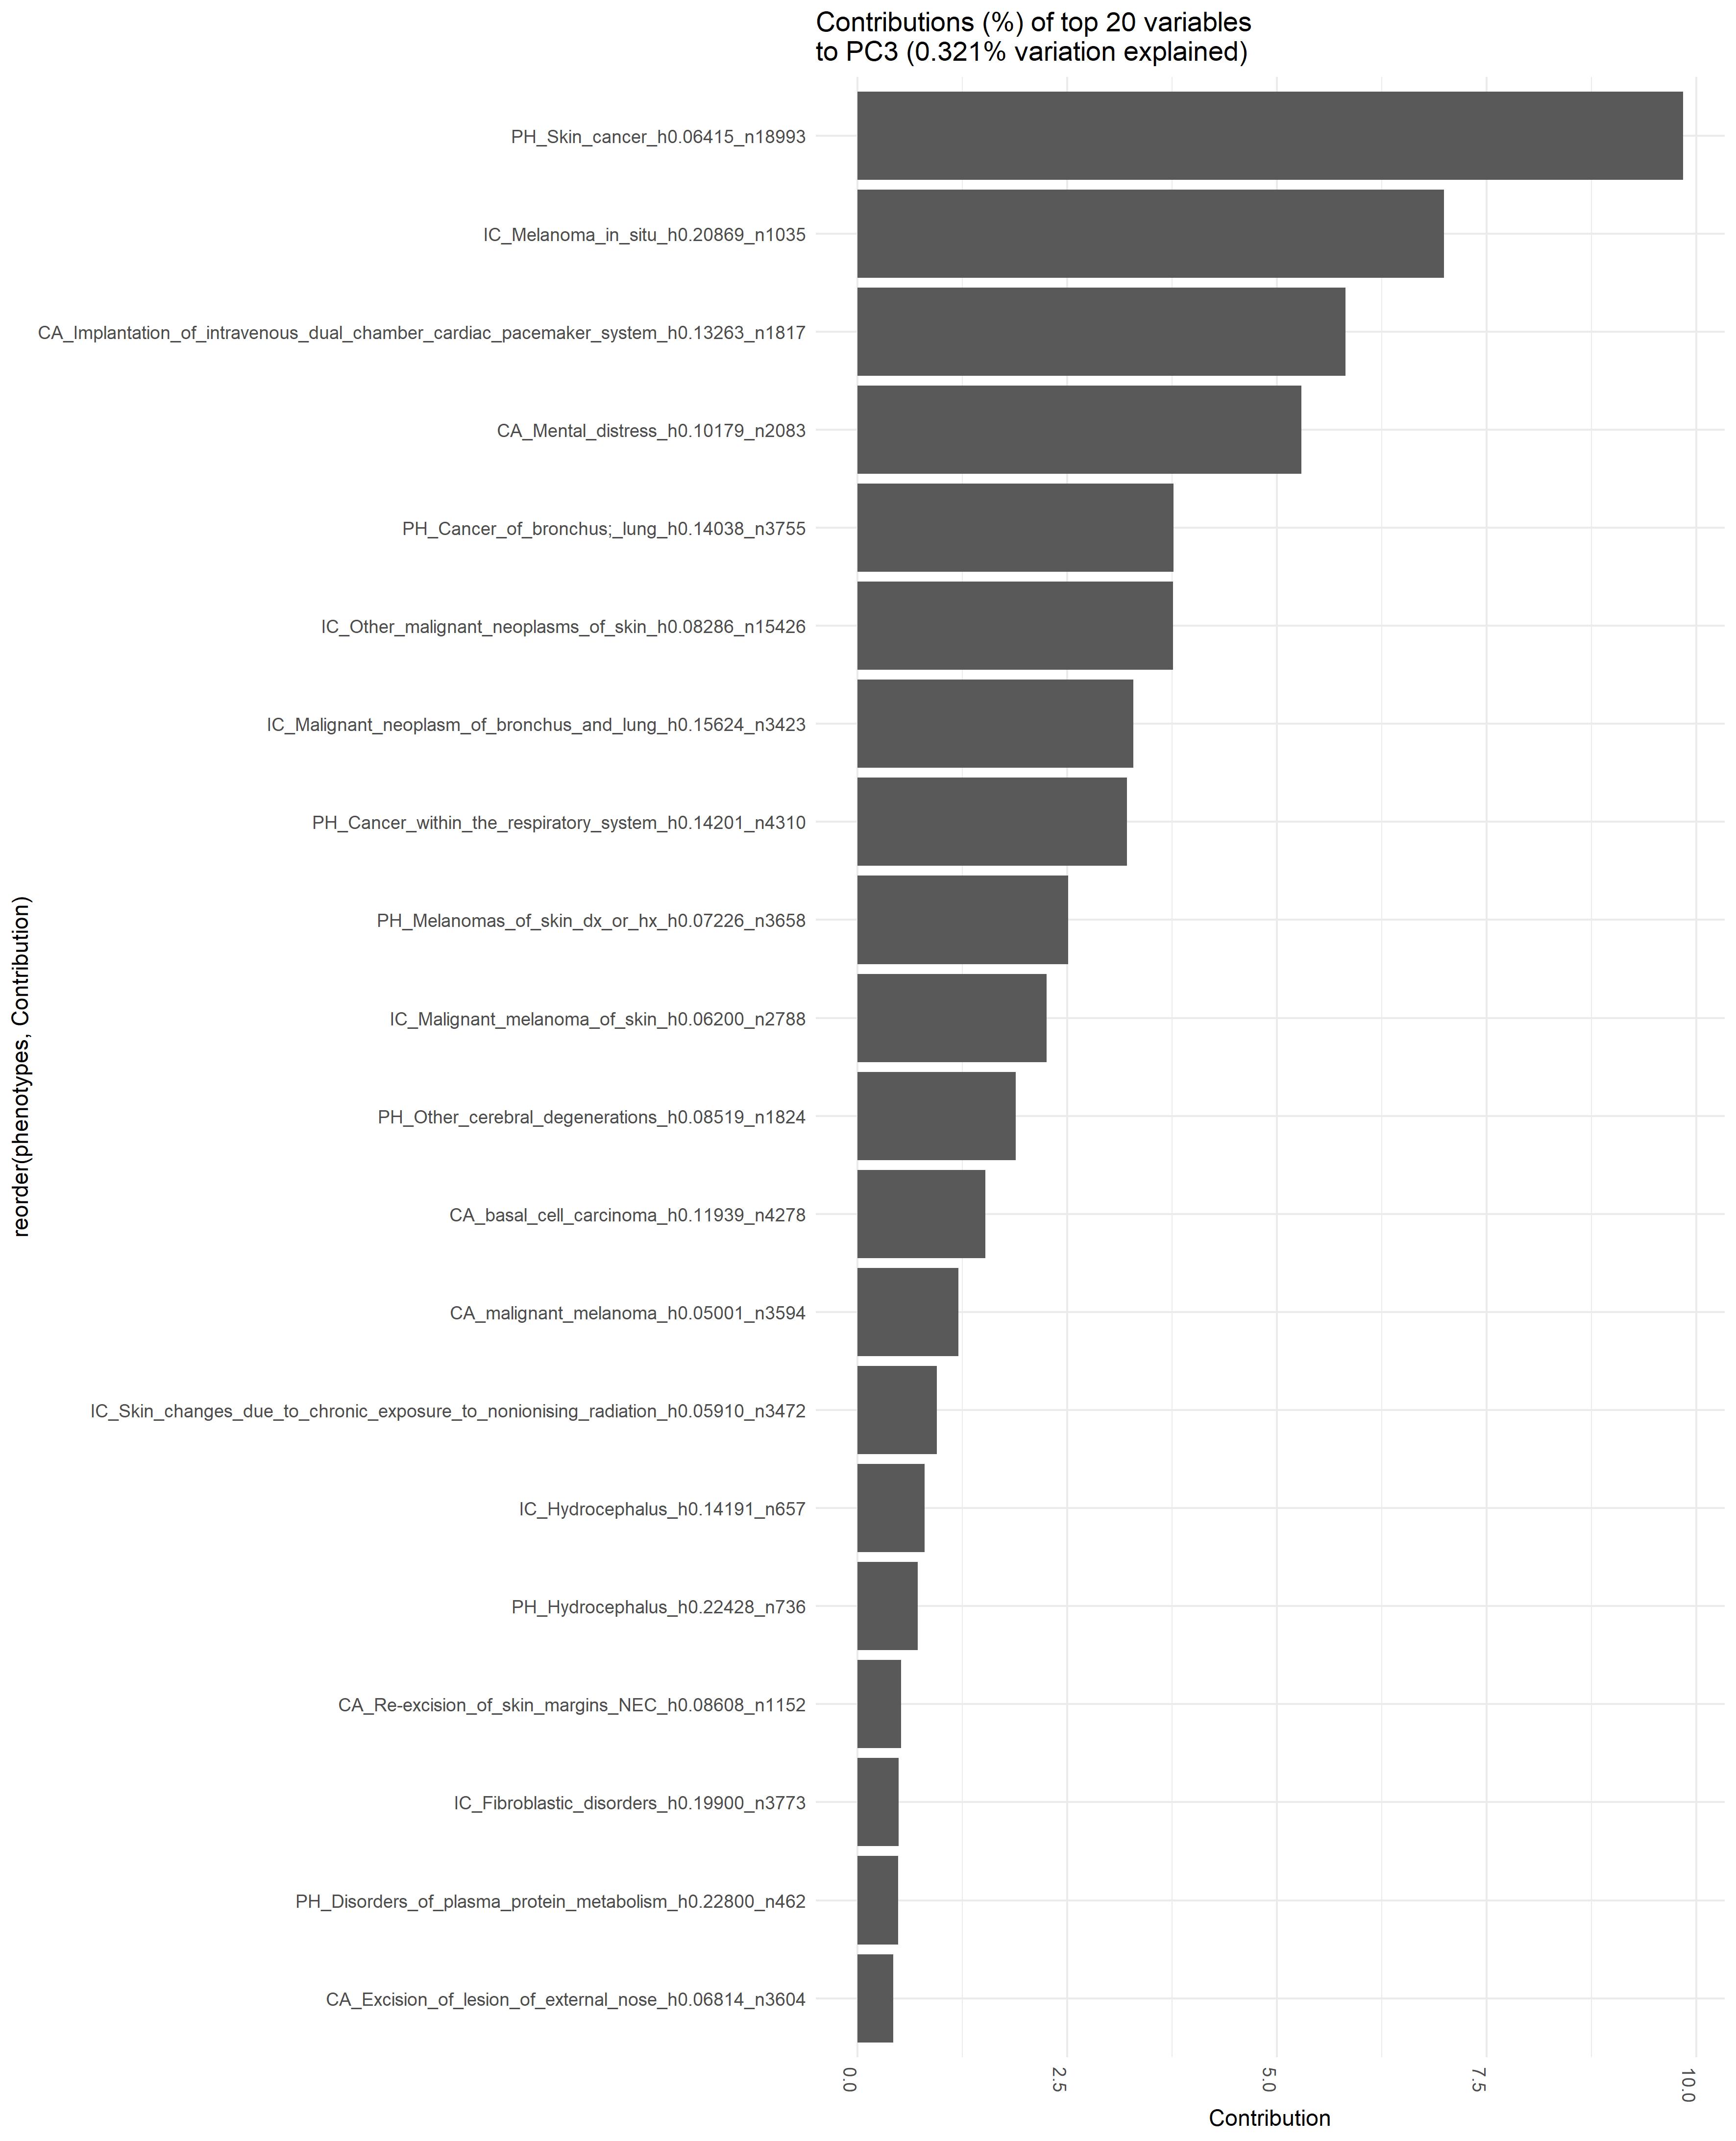 Contributions (%) of top 20 variables
to PC3 (0.321% variation explained)
PH_Skin_cancer_h0.06415_n18993
IC_Melanoma_in_situ_h0.20869_n1035
CA_Implantation_of_intravenous_dual_chamber_cardiac_pacemaker_system_h0.13263_n1817
CA_Mental_distress_h0.10179_n2083
PH_Cancer_of_bronchus;_lung_h0.14038_n3755
IC_Other_malignant_neoplasms_of_skin_h0.08286_n15426
IC_Malignant_neoplasm_of_bronchus_and_lung_h0.15624_n3423
PH_Cancer_within_the_respiratory_system_h0.14201_n4310
PH_Melanomas_of_skin_dx_or_hx_h0.07226_n3658
IC_Malignant_melanoma_of_skin_h0.06200_n2788
PH_Other_cerebral_degenerations_h0.08519_n1824
CA_basal_cell_carcinoma_h0.11939_n4278
CA_malignant_melanoma_h0.05001_n3594
IC_Skin_changes_due_to_chronic_exposure_to_nonionising_radiation_h0.05910_n3472
IC_Hydrocephalus_h0.14191_n657
PH_Hydrocephalus_h0.22428_n736
CA_Re-excision_of_skin_margins_NEC_h0.08608_n1152
IC_Fibroblastic_disorders_h0.19900_n3773
PH_Disorders_of_plasma_protein_metabolism_h0.22800_n462
CA_Excision_of_lesion_of_external_nose_h0.06814_n3604
reorder(phenotypes, Contribution)
0.0
2.5
5.0
7.5
10.0
Contribution